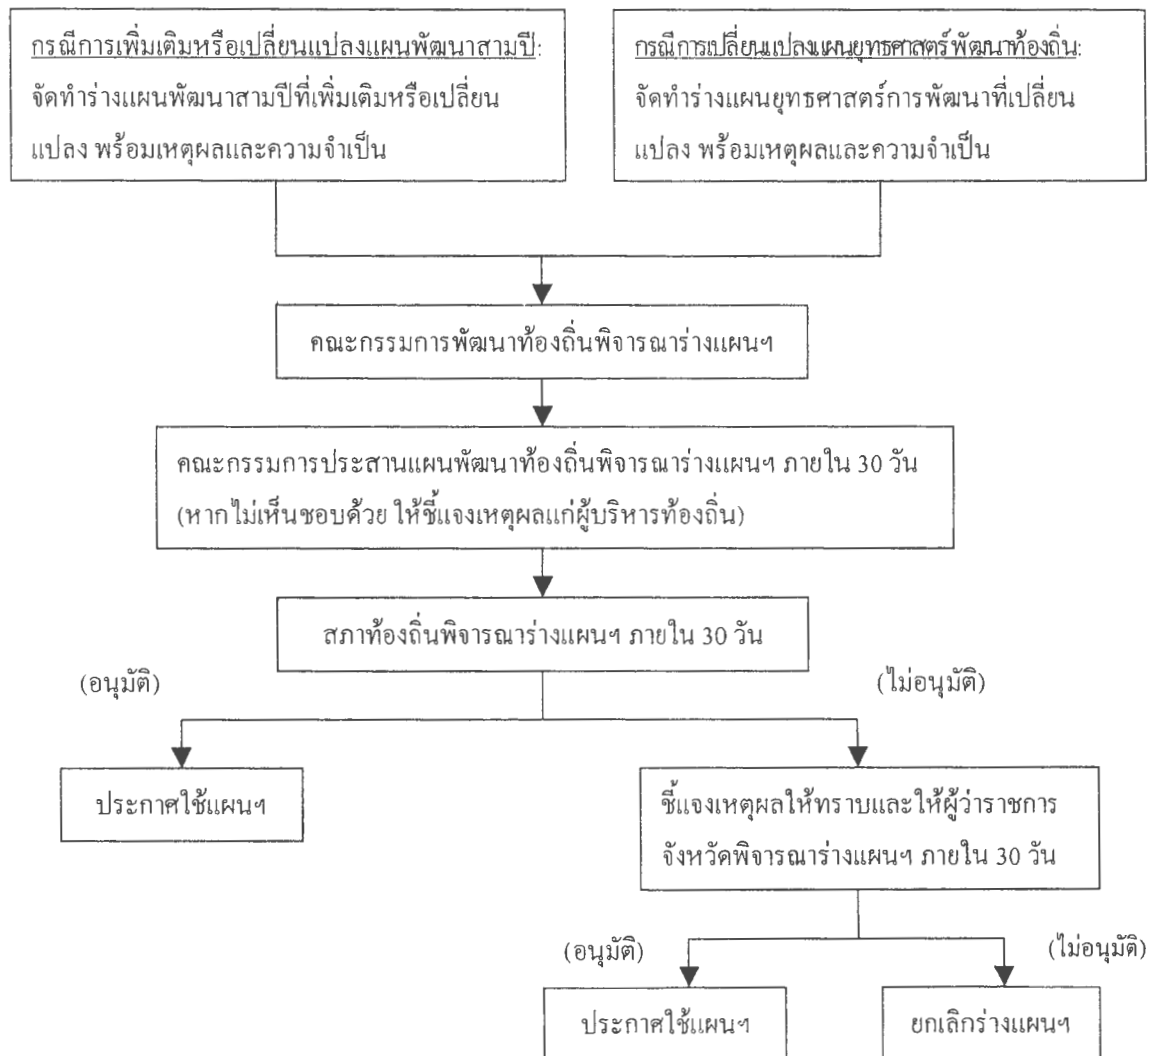 กรณีการเพิ่มเติมหรือเปลี่ยนแปลงแผนพัฒนาสามปี:
จัดทำร่างแผนพัฒนาสามปีที่เพิ่มเติมหรือเปลี่ยน
แปลง พร้อมเหตุผลและความจำเป็น
กรณีการเปลี่ยนแปลงแผนยุทธศาสตร์พัฒนาท้องถิ่น:
จัดทำร่างแผนยุทธศาสตร์การพัฒนาที่เปลี่ยน
แปลง พร้อมเหตุผลและความจำเป็น
คณะกรรมการพัฒนาท้องถิ่นพิจารณาร่างแผนฯ
คณะกรรมการประสานแผนพัฒนาท้องถิ่นพิจารณาร่างแผนฯ ภายใน 30 วัน
(หากไม่เห็นชอบด้วย ให้ชี้แจงเหตุผลแก่ผู้บริหารท้องถิ่น)
สภาท้องถิ่นพิจารณาร่างแผนฯ ภายใน 30 วัน
(อนุมัติ)
(ไม่อนุมัติ)
ประกาศใช้แผนฯ
ชี้แจงเหตุผลให้ทราบและให้ผู้ว่าราชการ
จังหวัดพิจารณาร่างแผนฯ ภายใน 30 วัน
(อนุมัติ)
(ไม่อนุมัติ)
ประกาศใช้แผนฯ
ยกเลิกร่างแผนฯ